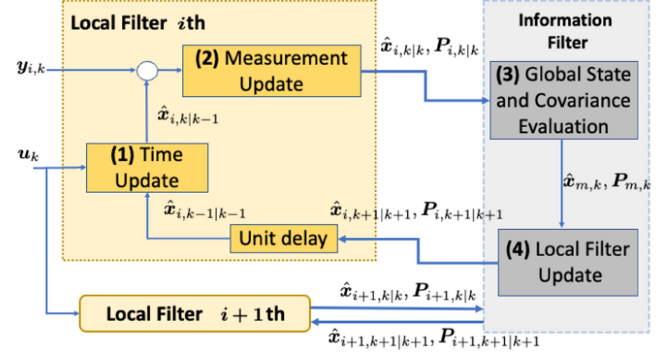 Local Filter ith
Information
Filter
y_{i,k}
(2) Measurement
Update
x̂_{i,k|k}, P_{i,k|k}
(3) Global State
and Covariance
Evaluation
x̂_{i,k|k-1}
u_k
(1) Time
Update
x̂_{m,k}, P_{m,k}
x̂_{i,k-1|k-1}
x̂_{i,k+1|k+1}, P_{i,k+1|k+1}
Unit delay
(4) Local Filter
Update
x̂_{i+1,k|k}, P_{i+1,k|k}
Local Filter i + 1th
x̂_{i+1,k+1|k+1}, P_{i+1,k+1|k+1}